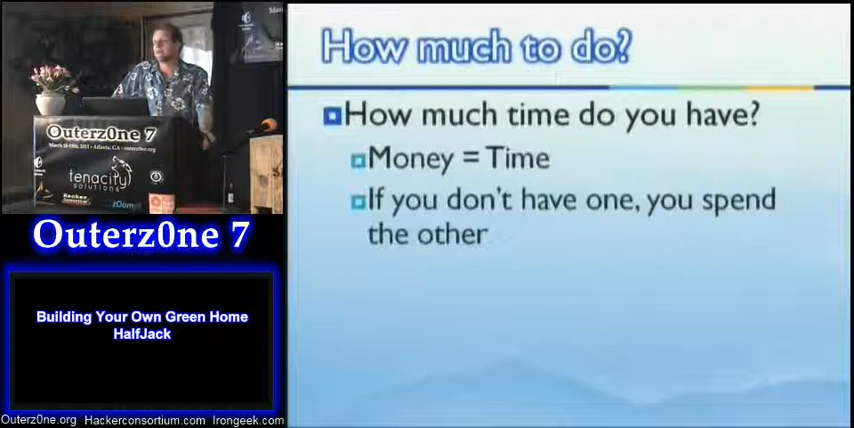 How much to do?
How much time do you have?
Money = Time
If you don't have one, you spend
the other
Outerz0ne 7
tenacity
solutions
Outerz0ne 7
Building Your Own Green Home
HalfJack
Outerz0ne.org Hackerconsortium.com Irongeek.com